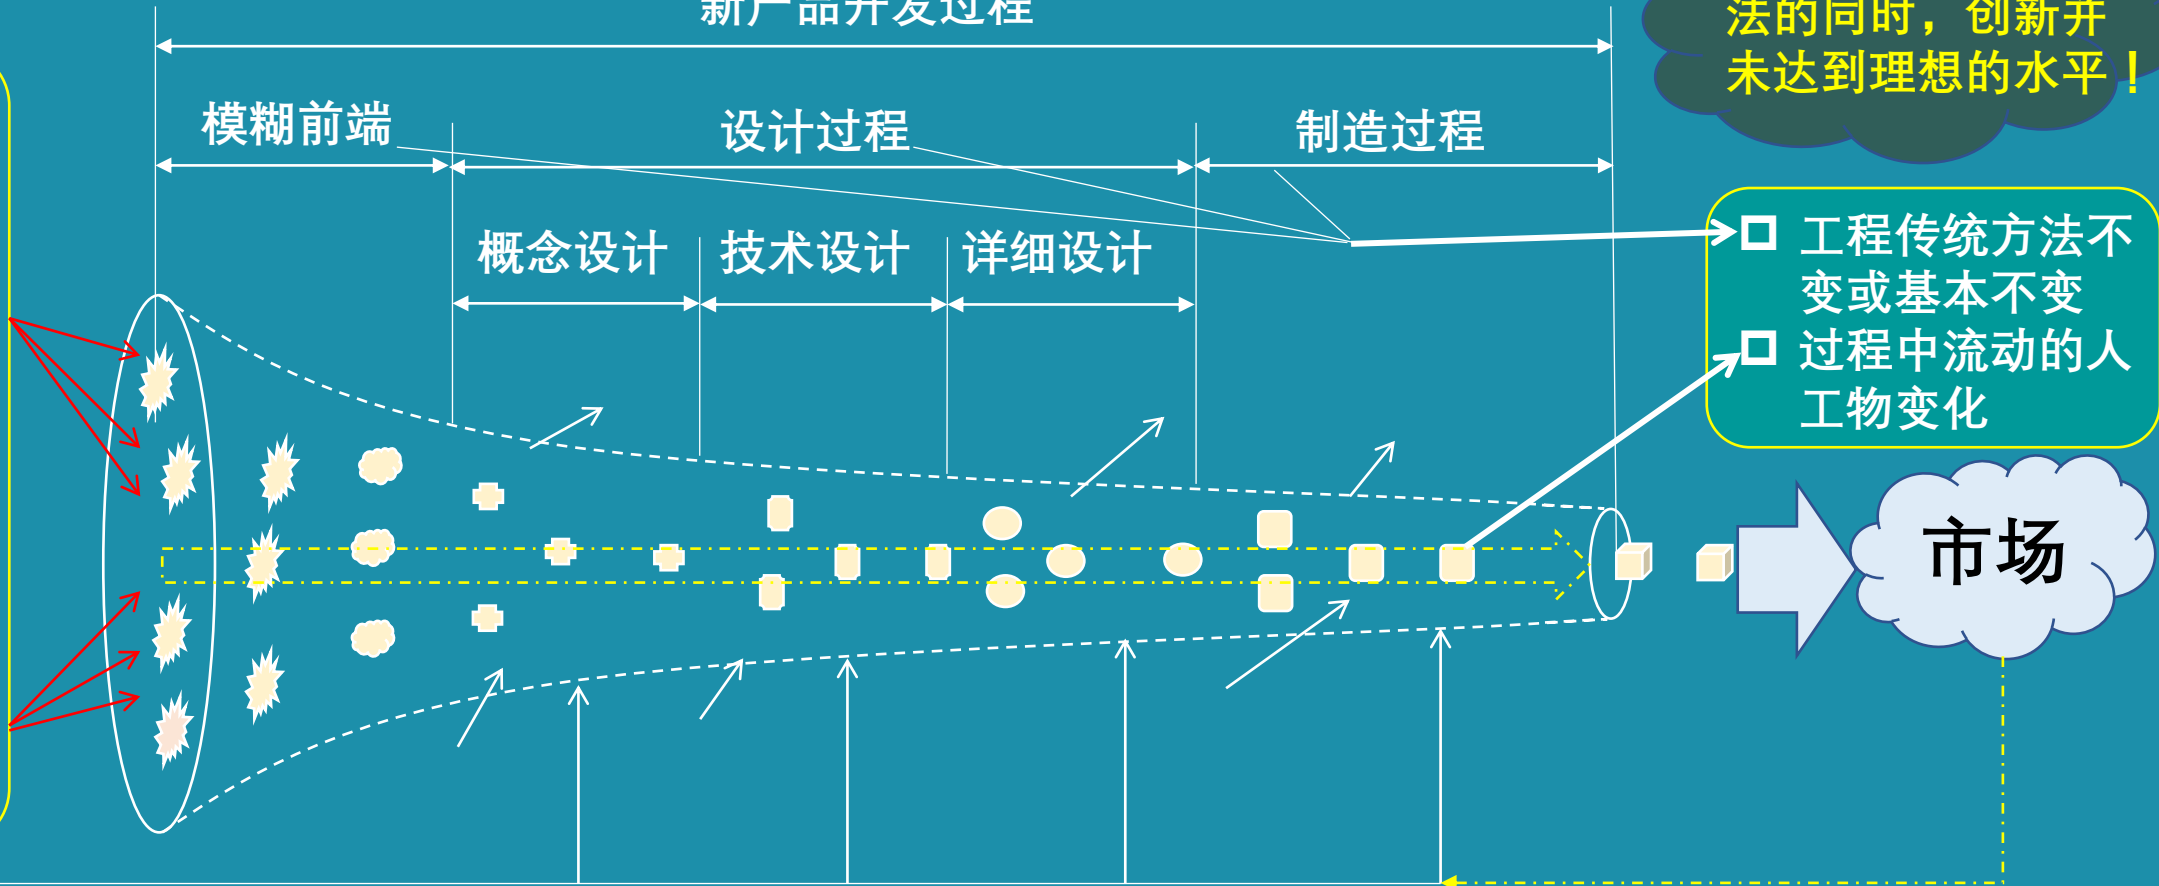 新产品开发过程
法的同时，创新并
未达到理想的水平！
模糊前端
设计过程
制造过程
概念设计
技术设计
详细设计
工程传统方法不
变或基本不变
过程中流动的人
工物变化
市场